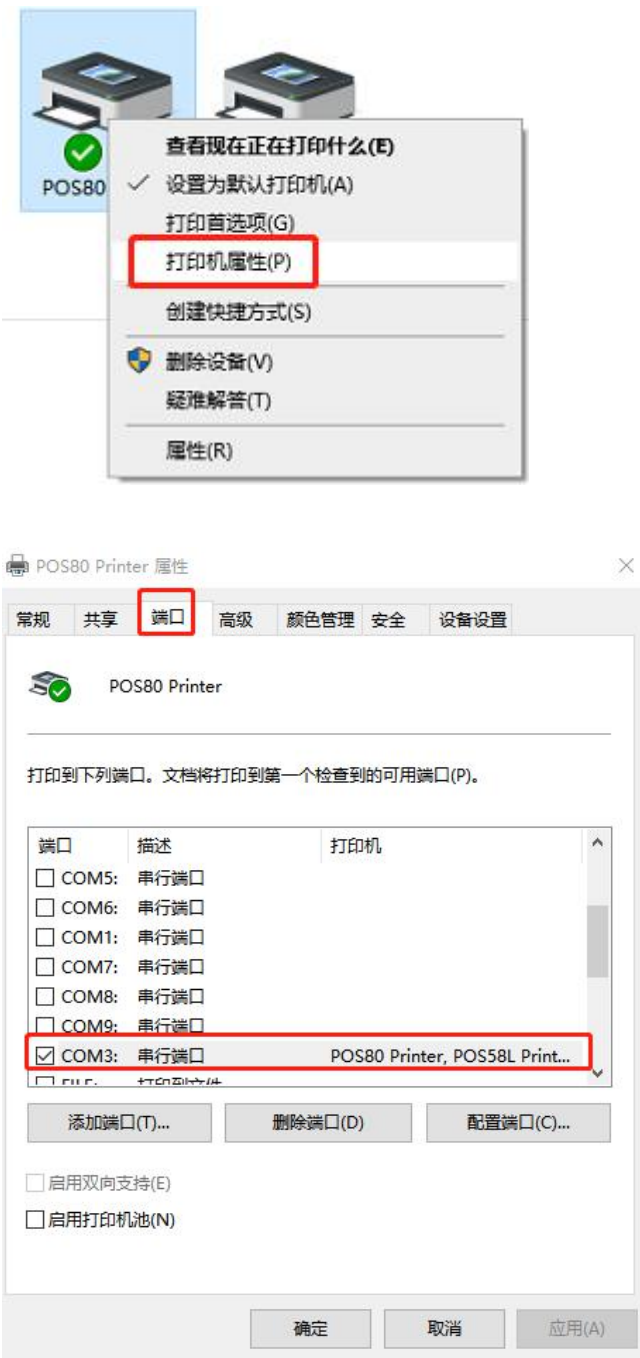 POS80
查看现在正在打印什么(E)
设置为默认打印机(A)
打印首选项(G)
打印机属性(P)
创建快捷方式(S)
删除设备(V)
疑难解答(T)
属性(R)
POS80 Printer 属性
常规 共享 端口 高级 颜色管理 安全 设备设置
POS80 Printer
打印到下列端口。文档将打印到第一个检查到的可用端口(P)。
端口 描述 打印机
COM5: 串行端口
COM6: 串行端口
COM1: 串行端口
COM7: 串行端口
COM8: 串行端口
COM9: 串行端口
COM3: 串行端口 POS80 Printer, POS58L Print...
FILE: 打印到文件
添加端口(T)... 删除端口(D) 配置端口(C)...
启用双向支持(E)
启用打印机池(N)
确定 取消 应用(A)